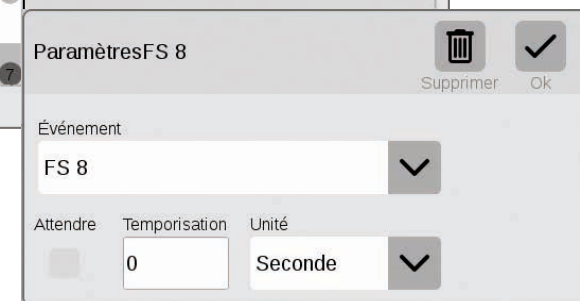 ParamètresFS 8
Supprimer Ok
7
Événement
FS 8
Attendre Temporisation Unité
0 Seconde